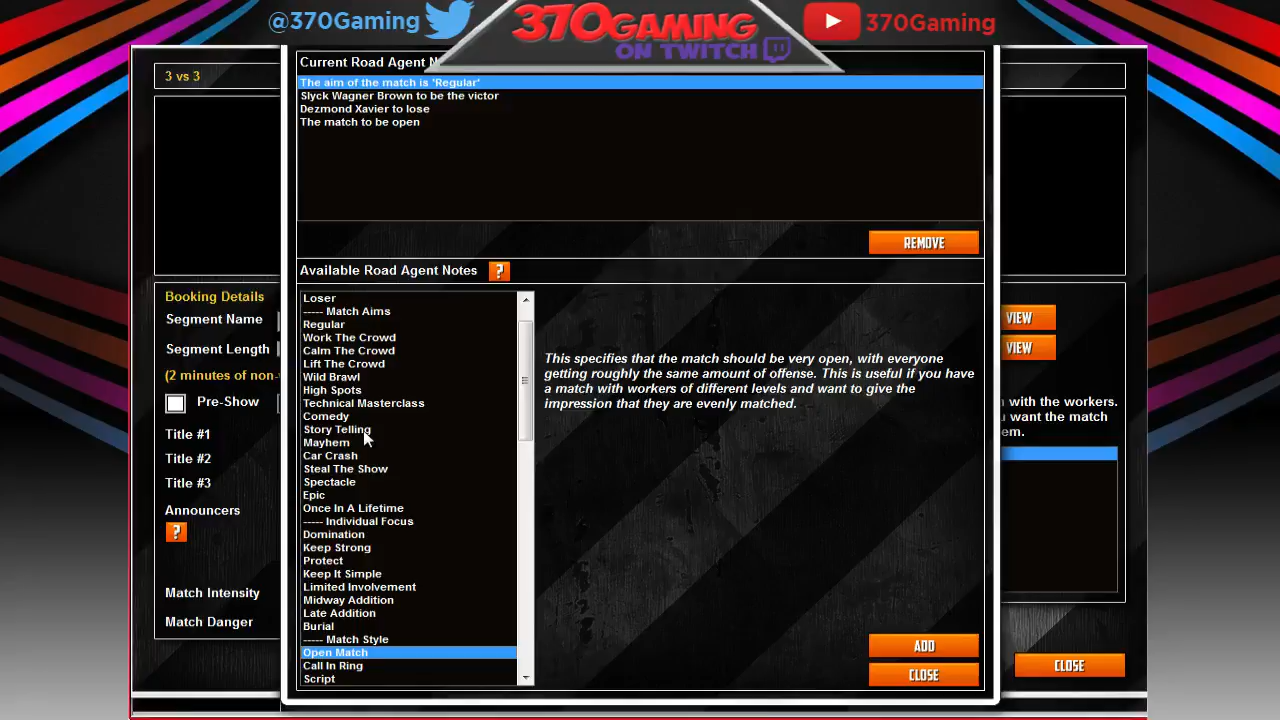 @370Gaming
370GAMING
ON TWITCH
370Gaming
3 vs 3
Current Road Agent
The aim of the match is 'Regular'
Slyck Wagner Brown to be the victor
Dezmond Xavier to lose
The match to be open
REMOVE
Available Road Agent Notes
?
Loser
----- Match Aims
Regular
Work The Crowd
Calm The Crowd
Lift The Crowd
Wild Brawl
High Spots
Technical Masterclass
Comedy
Story Telling
Mayhem
Car Crash
Steal The Show
Spectacle
Epic
Once In A Lifetime
----- Individual Focus
Domination
Keep Strong
Protect
Keep It Simple
Limited Involvement
Midway Addition
Late Addition
Burial
----- Match Style
Open Match
Call In Ring
Script
This specifies that the match should be very open, with everyone
getting roughly the same amount of offense. This is useful if you
have a match with workers of different levels and want to give the
impression that they are evenly matched.
ADD
CLOSE
Booking Details
Segment Name
Segment Length
(2 minutes of non-
Pre-Show
Title #1
Title #2
Title #3
Announcers
?
Match Intensity
Match Danger
VIEW
VIEW
with the workers.
want the match
em.
CLOSE